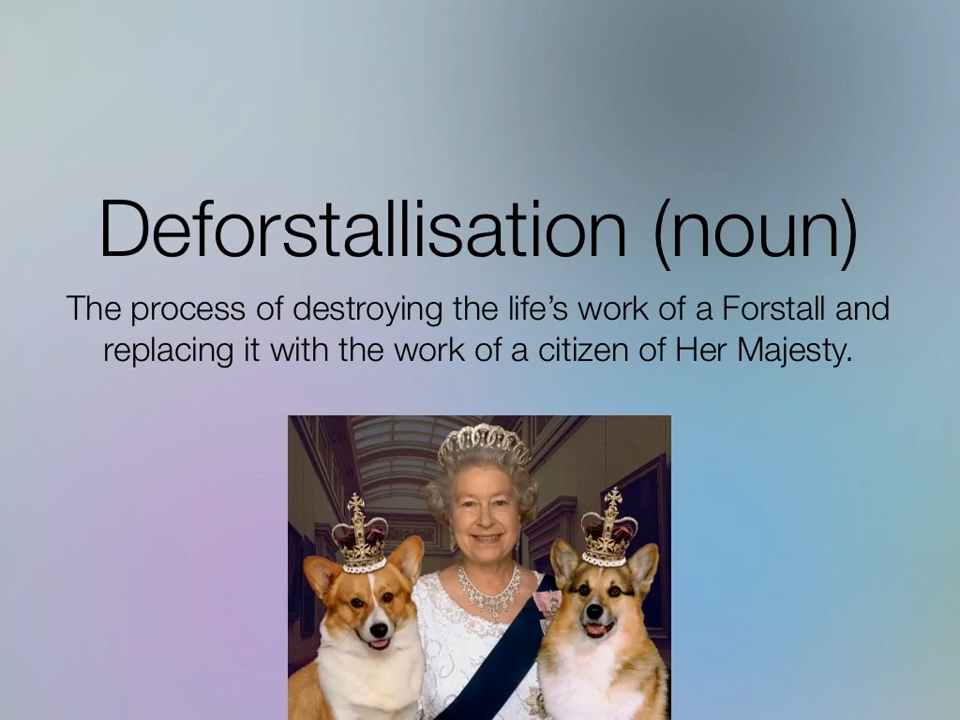 Deforstallisation (noun)
The process of destroying the life’s work of a Forstall and
replacing it with the work of a citizen of Her Majesty.